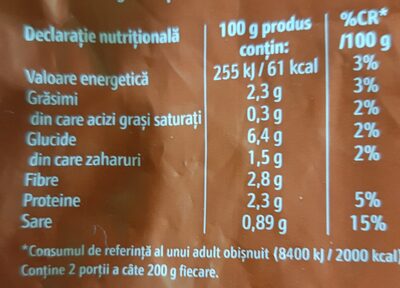 Declarație nutrițională 100 g produs conțin: %CR* /100 g
Valoare energetică 255 kJ / 61 kcal 3%
Grăsimi 2,3 g 3%
din care acizi grași saturați 0,3 g 2%
Glucide 6,4 g 2%
din care zaharuri 1,5 g 2%
Fibre 2,8 g
Proteine 2,3 g 5%
Sare 0,89 g 15%
*Consumul de referință al unui adult obișnuit (8400 kJ / 2000 kcal)
Conține 2 porții a câte 200 g fiecare.